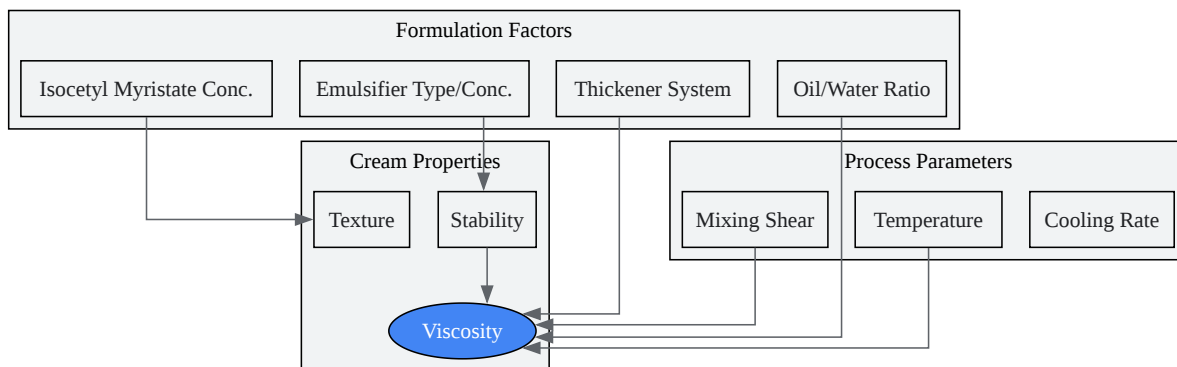 Formulation Factors
Isocetyl Myristate Conc.
Emulsifier Type/Conc.
Thickener System
Oil/Water Ratio
Cream Properties
Process Parameters
Texture
Stability
Mixing Shear
Temperature
Cooling Rate
Viscosity